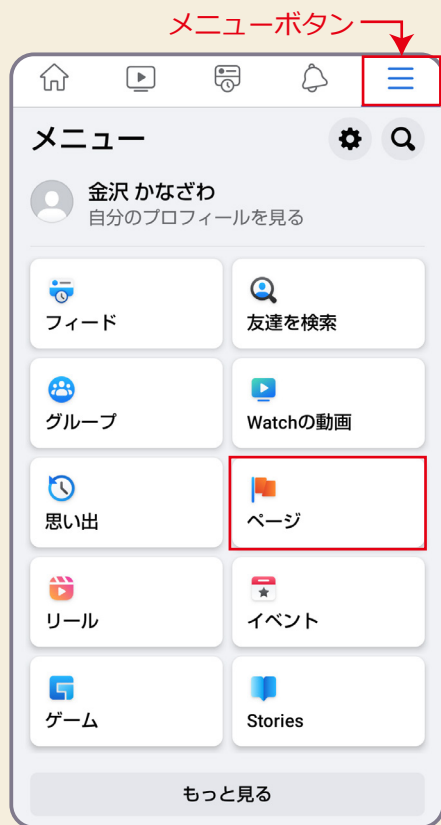 メニューボタン
メニュー
金沢 かなざわ
自分のプロフィールを見る
フィード
友達を検索
グループ
Watchの動画
思い出
ページ
リール
イベント
ゲーム
Stories
もっと見る